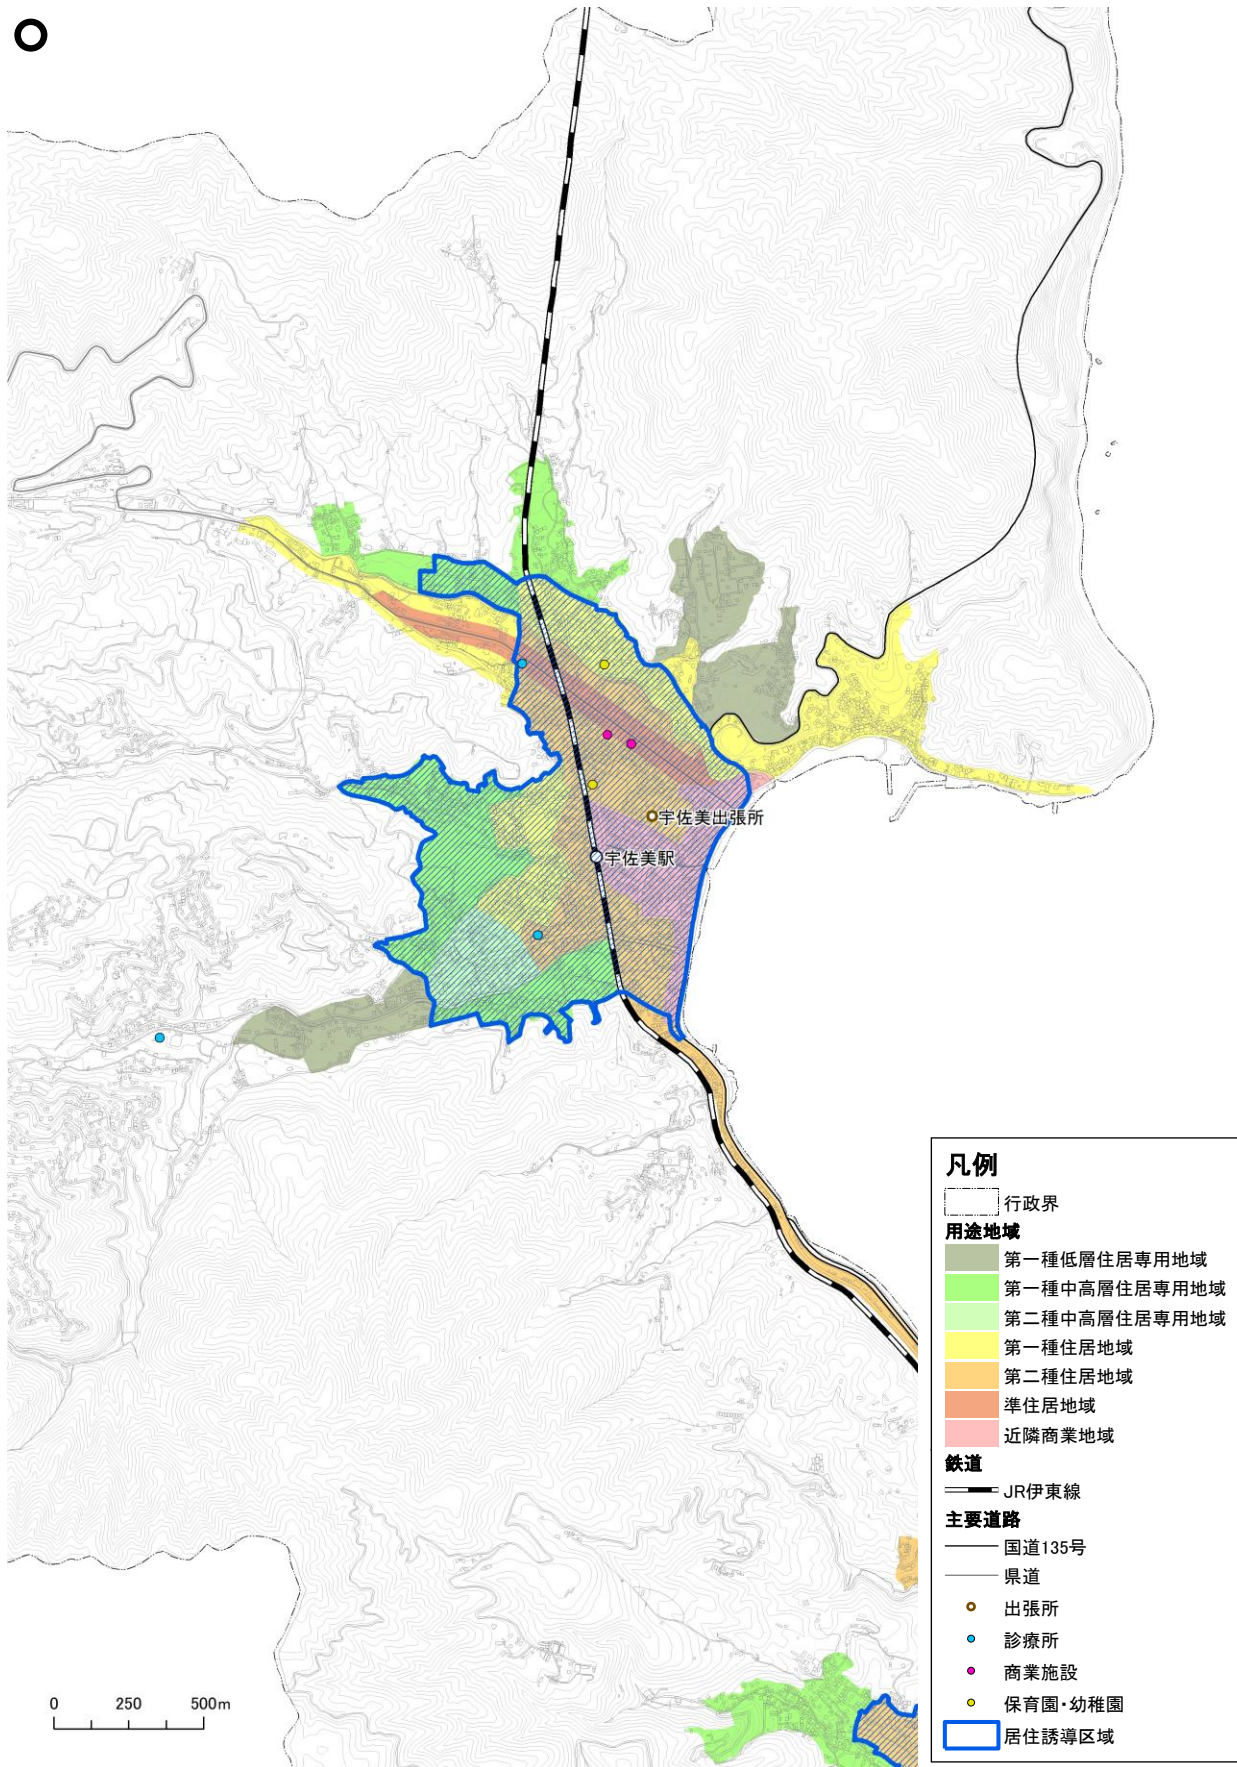 宇佐美出張所
宇佐美駅
凡例
行政界
用途地域
第一種低層住居専用地域
第一種中高層住居専用地域
第二種中高層住居専用地域
第一種住居地域
第二種住居地域
準住居地域
近隣商業地域
鉄道
JR伊東線
主要道路
国道135号
県道
出張所
診療所
商業施設
保育園・幼稚園
居住誘導区域
0 250 500m